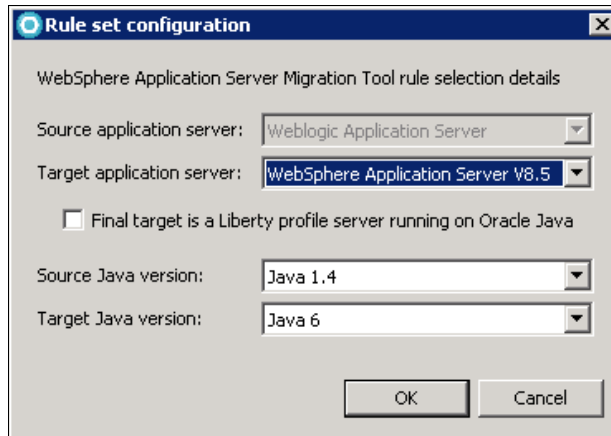 Rule set configuration
WebSphere Application Server Migration Tool rule selection details
Source application server: Weblogic Application Server
Target application server: WebSphere Application Server V8.5
Final target is a Liberty profile server running on Oracle Java
Source Java version: Java 1.4
Target Java version: Java 6
OK Cancel